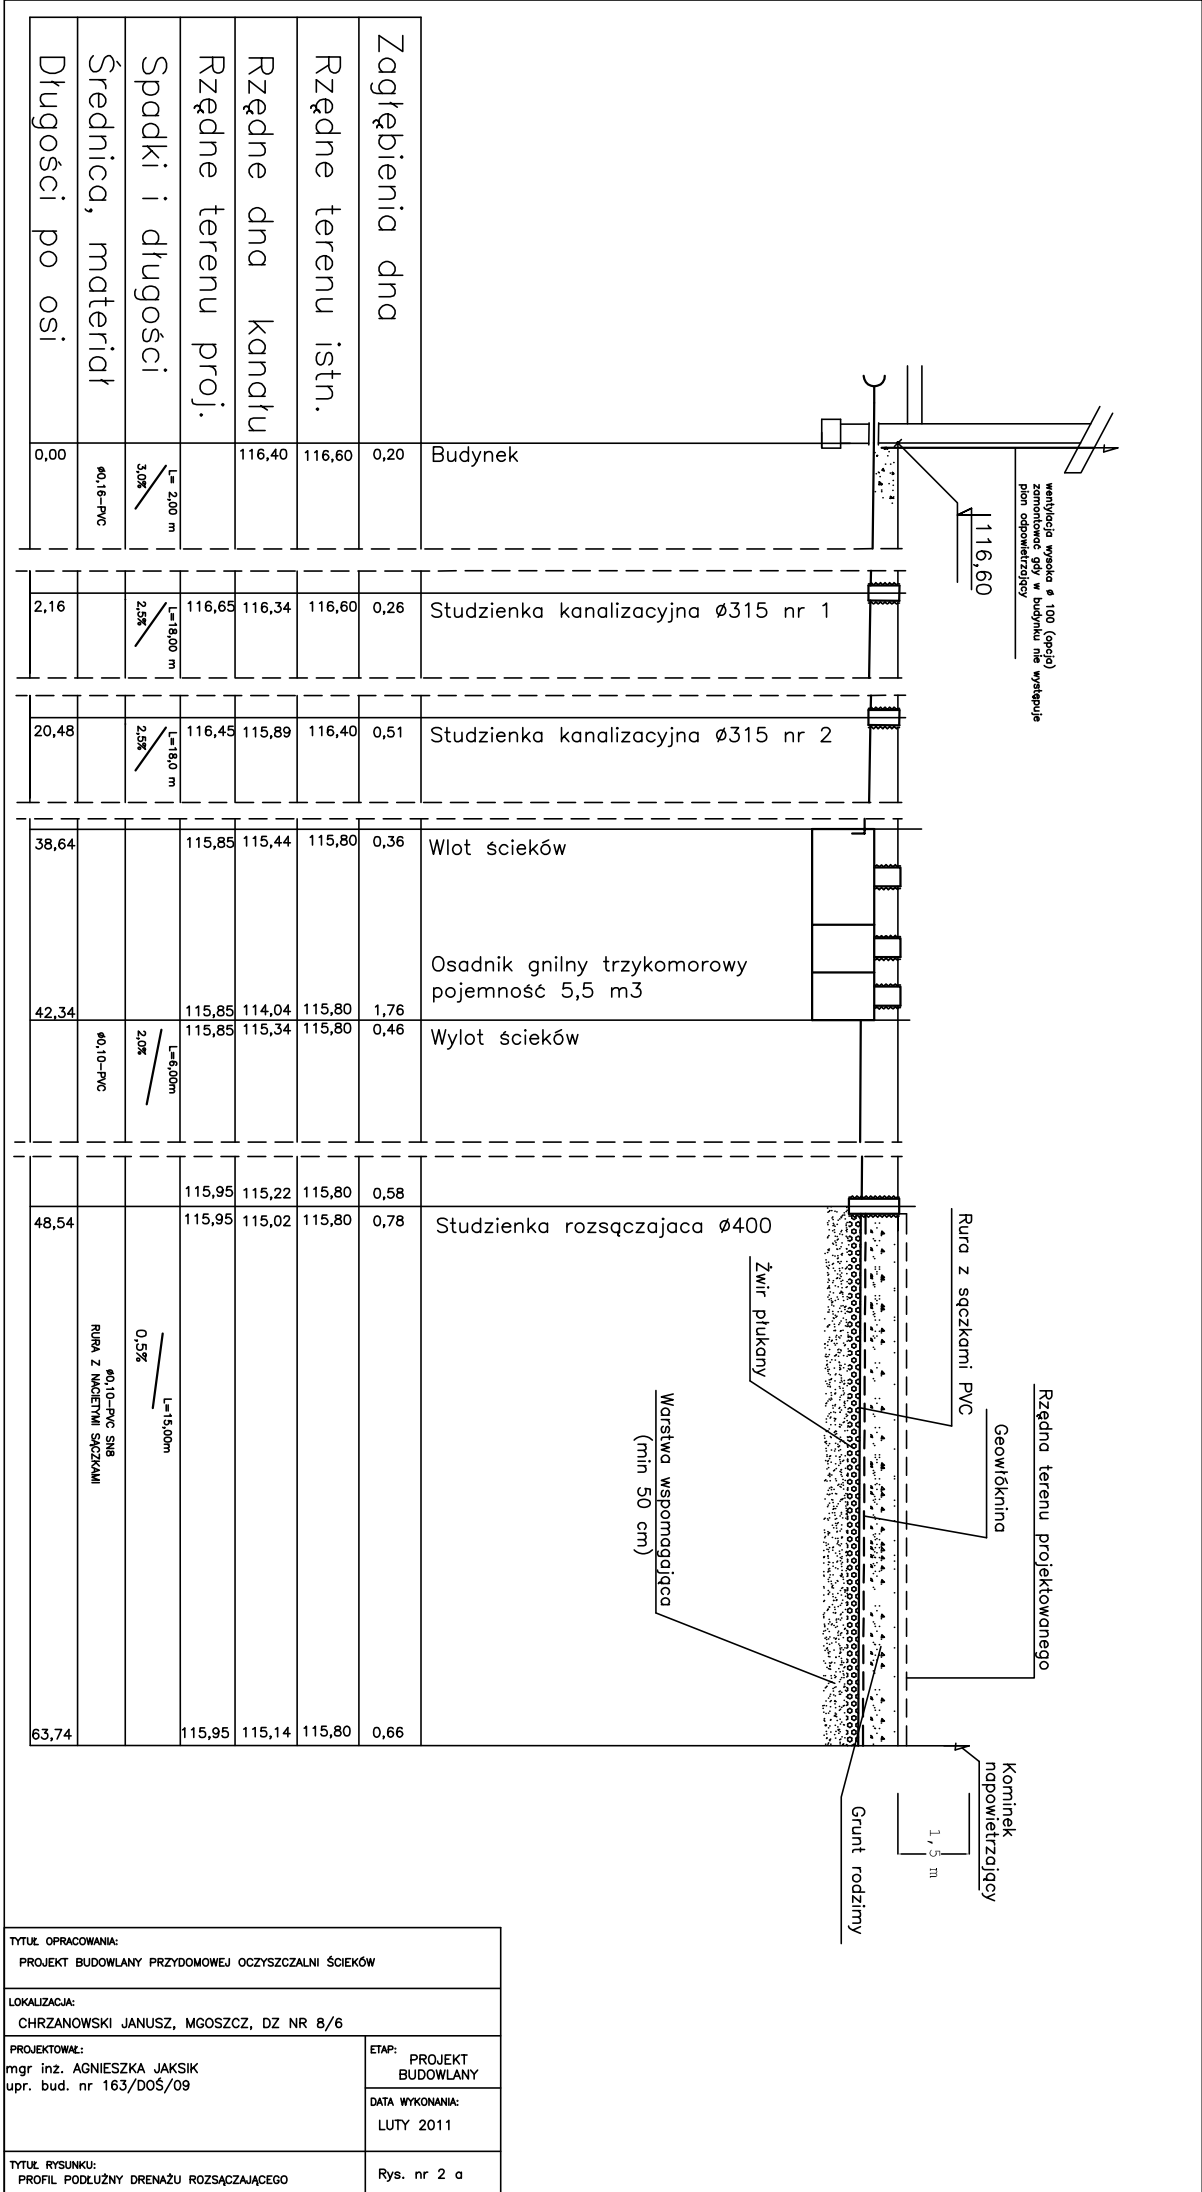 Zagłębienia dna
Rzędne terenu istn.
Rzędne dna kanału
Rzędne terenu proj.
Spadki i długości
Średnica, materiał
Długości po osi
wentylacja wysoka ø 100 (opcja)
zamontować gdy w budynku nie występuje
pion odpowietrzający
116,60
0,00
ø0,16-PVC
3,0%
L= 2,00 m
116,40
116,60
0,20
Budynek
2,16
2,5%
L=18,00 m
116,65
116,34
116,60
0,26
Studzienka kanalizacyjna Ø315 nr 1
20,48
2,5%
L=18,0 m
116,45
115,89
116,40
0,51
Studzienka kanalizacyjna Ø315 nr 2
38,64
115,85
115,44
115,80
0,36
Wlot ścieków
Osadnik gnilny trzykomorowy
pojemność 5,5 m3
42,34
115,85
114,04
115,80
1,76
115,85
115,34
115,80
0,46
Wylot ścieków
ø0,10-PVC
2,0%
L=6,00m
115,95
115,22
115,80
0,58
48,54
115,95
115,02
115,80
0,78
Studzienka rozsączajaca Ø400
Rura z sączkami PVC
Geowłóknina
Rzędna terenu projektowanego
Żwir płukany
Warstwa wspomagająca
(min 50 cm)
0,5%
L=15,00m
ø0,10-PVC SN8
RURA Z NACIETYMI SĄCZKAMI
63,74
115,95
115,14
115,80
0,66
Kominek
napowietrzający
1,5 m
Grunt rodzimy
TYTUŁ OPRACOWANIA:
PROJEKT BUDOWLANY PRZYDOMOWEJ OCZYSZCZALNI ŚCIEKÓW
LOKALIZACJA:
CHRZANOWSKI JANUSZ, MGOSZCZ, DZ NR 8/6
PROJEKTOWAŁ:
mgr inż. AGNIESZKA JAKSIK
upr. bud. nr 163/DOŚ/09
ETAP:
PROJEKT
BUDOWLANY
DATA WYKONANIA:
LUTY 2011
TYTUŁ RYSUNKU:
PROFIL PODŁUŻNY DRENAŻU ROZSĄCZAJĄCEGO
Rys. nr 2 a